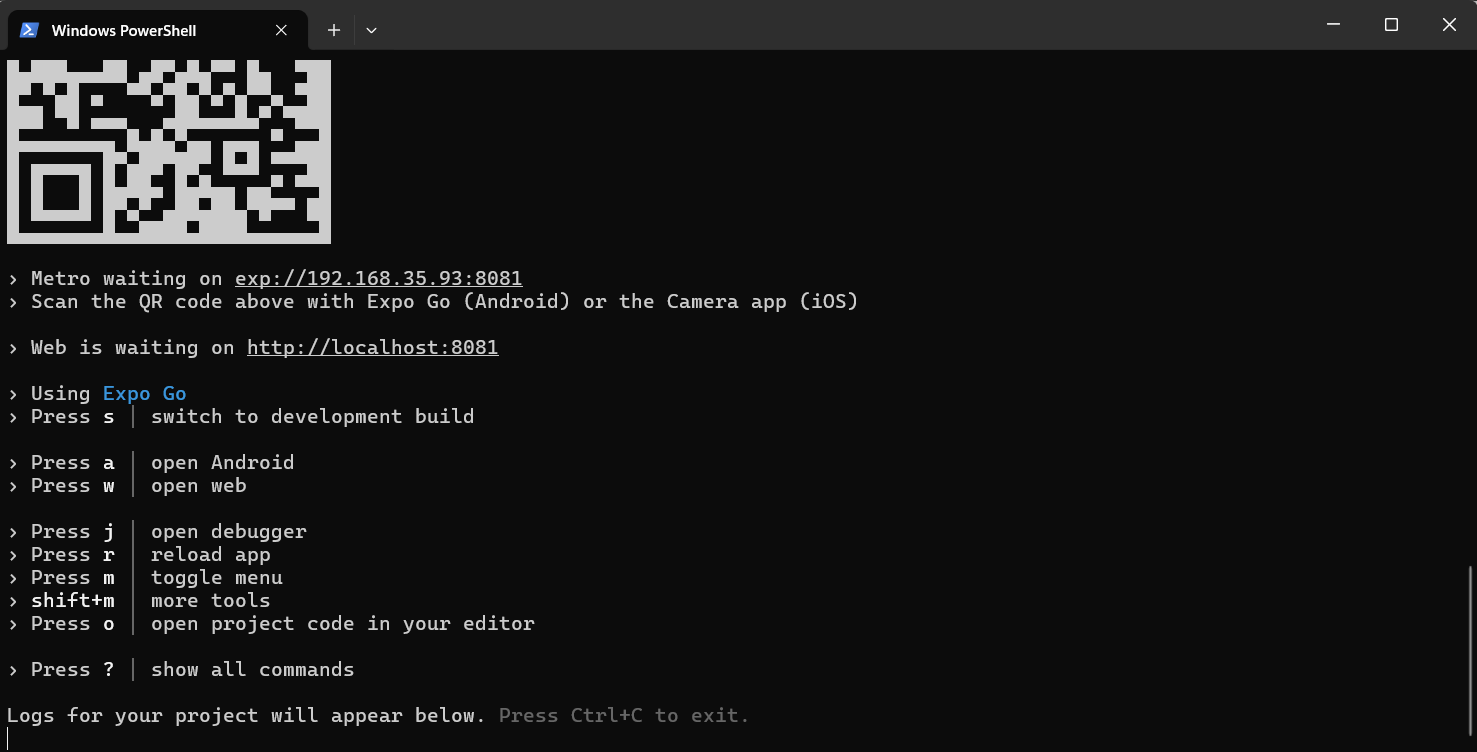 Windows PowerShell
› Metro waiting on exp://192.168.35.93:8081
› Scan the QR code above with Expo Go (Android) or the Camera app (iOS)
› Web is waiting on http://localhost:8081
› Using Expo Go
› Press s │ switch to development build
› Press a │ open Android
› Press w │ open web
› Press j │ open debugger
› Press r │ reload app
› Press m │ toggle menu
› shift+m │ more tools
› Press o │ open project code in your editor
› Press ? │ show all commands
Logs for your project will appear below. Press Ctrl+C to exit.